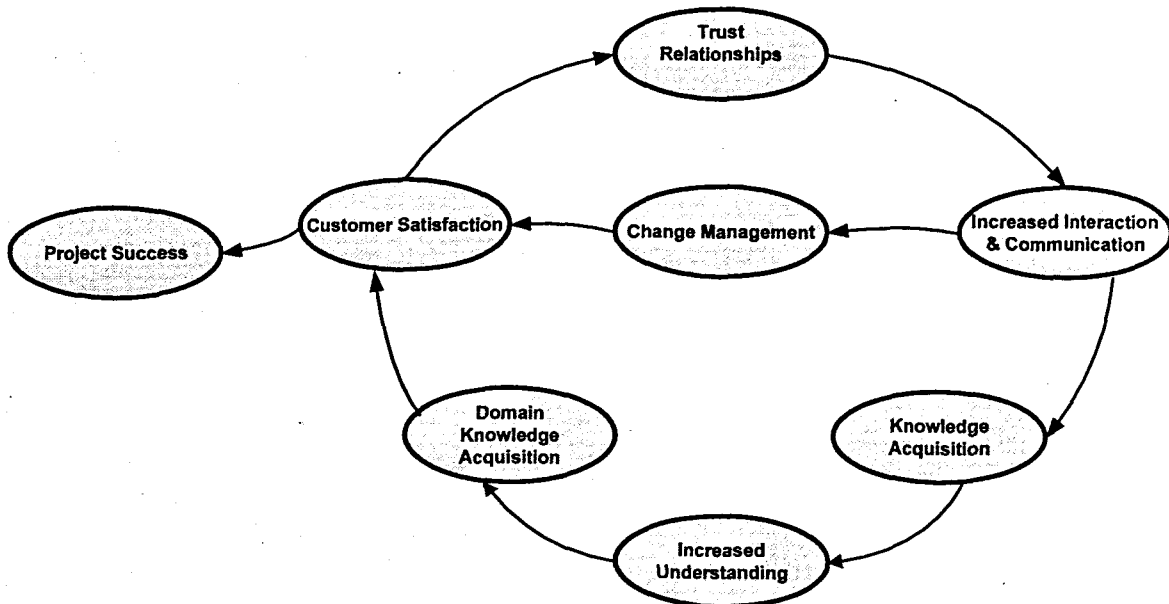 Trust
Relationships
Customer Satisfaction
Change Management
Increased Interaction
& Communication
Project Success
Domain
Knowledge
Acquisition
Knowledge
Acquisition
Increased
Understanding